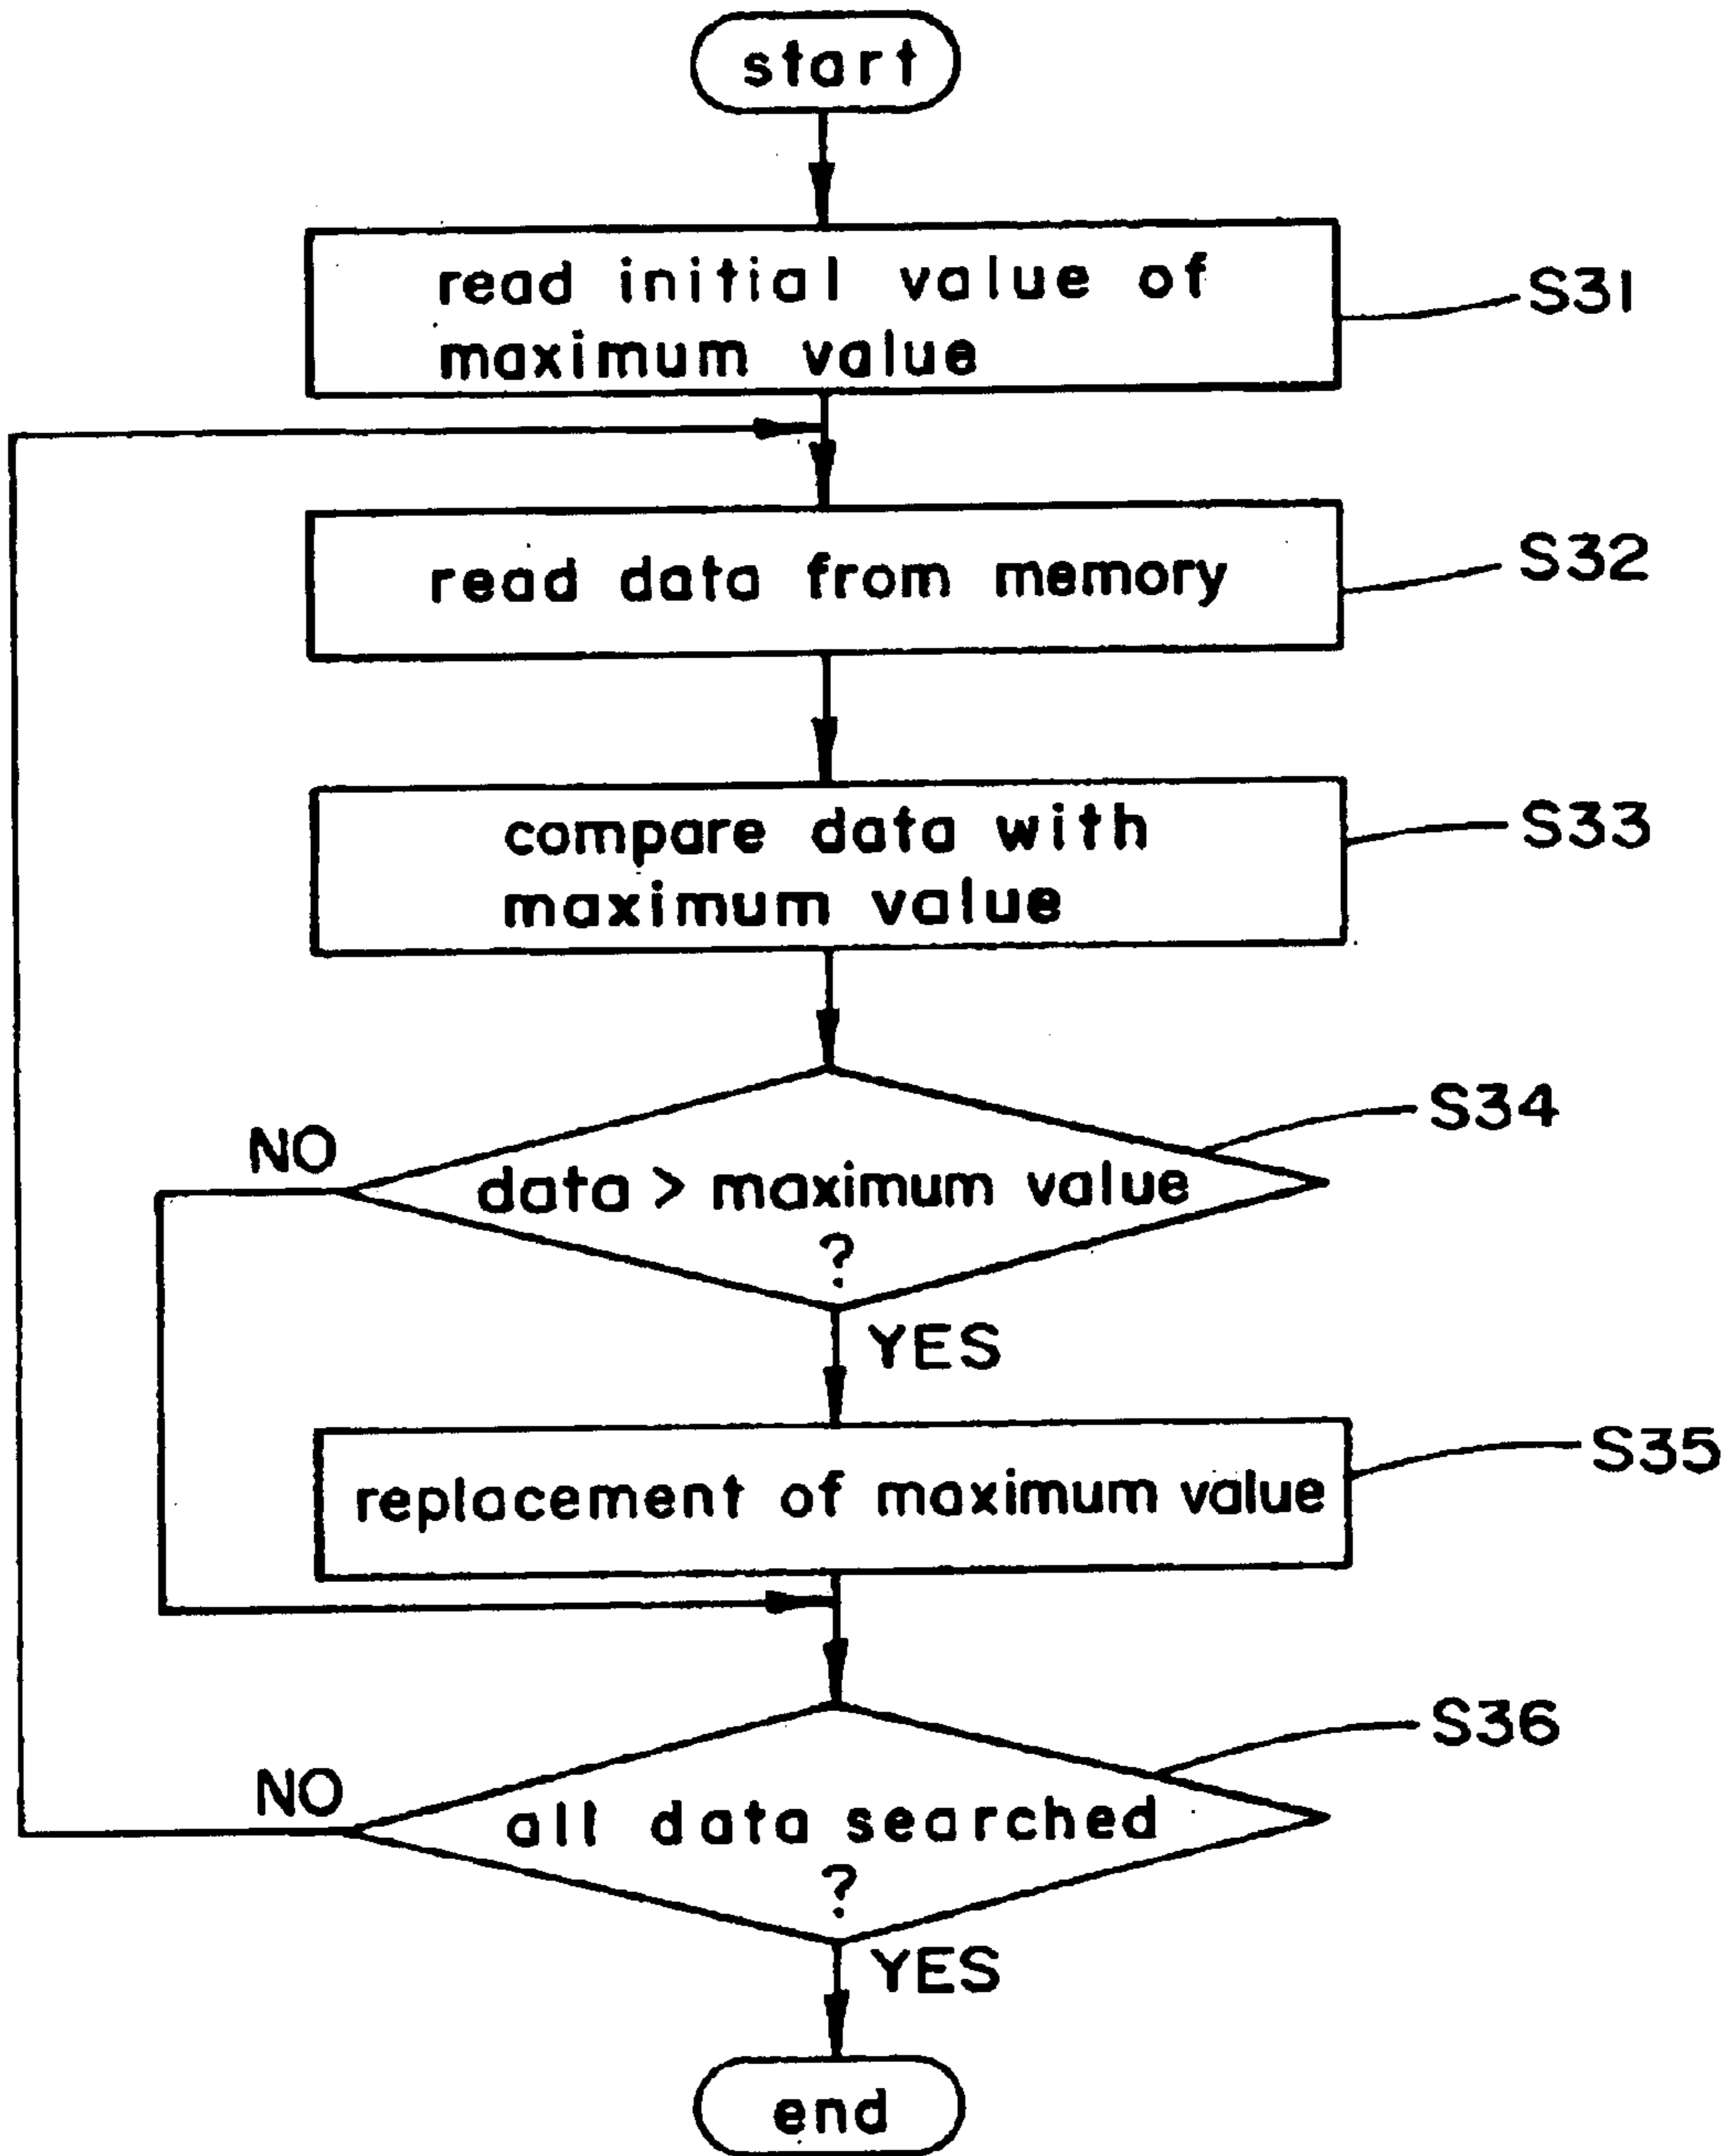 start
read initial value of
maximum value
S31
read data from memory
S32
compare data with
maximum value
S33
S34
NO
data > maximum value
?
YES
replacement of maximum value
S35
S36
NO
all data searched
?
YES
end